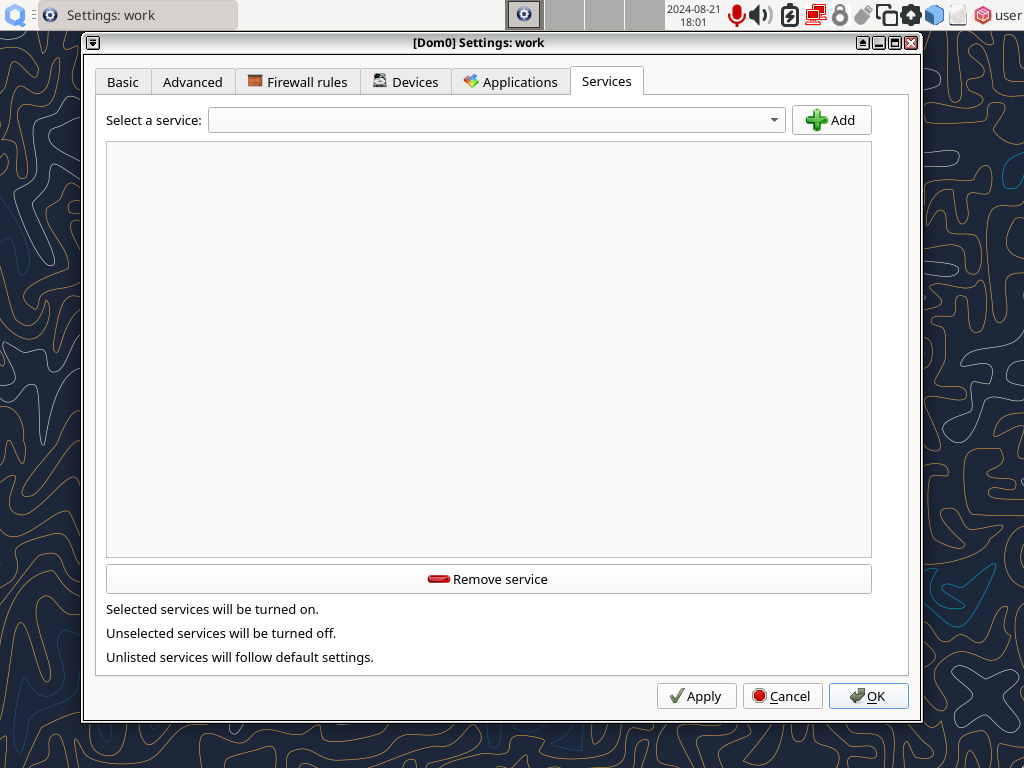 Settings: work
2024-08-21
18:01
user
[Dom0] Settings: work
Basic
Advanced
Firewall rules
Devices
Applications
Services
Select a service:
Add
Remove service
Selected services will be turned on.
Unselected services will be turned off.
Unlisted services will follow default settings.
Apply
Cancel
OK